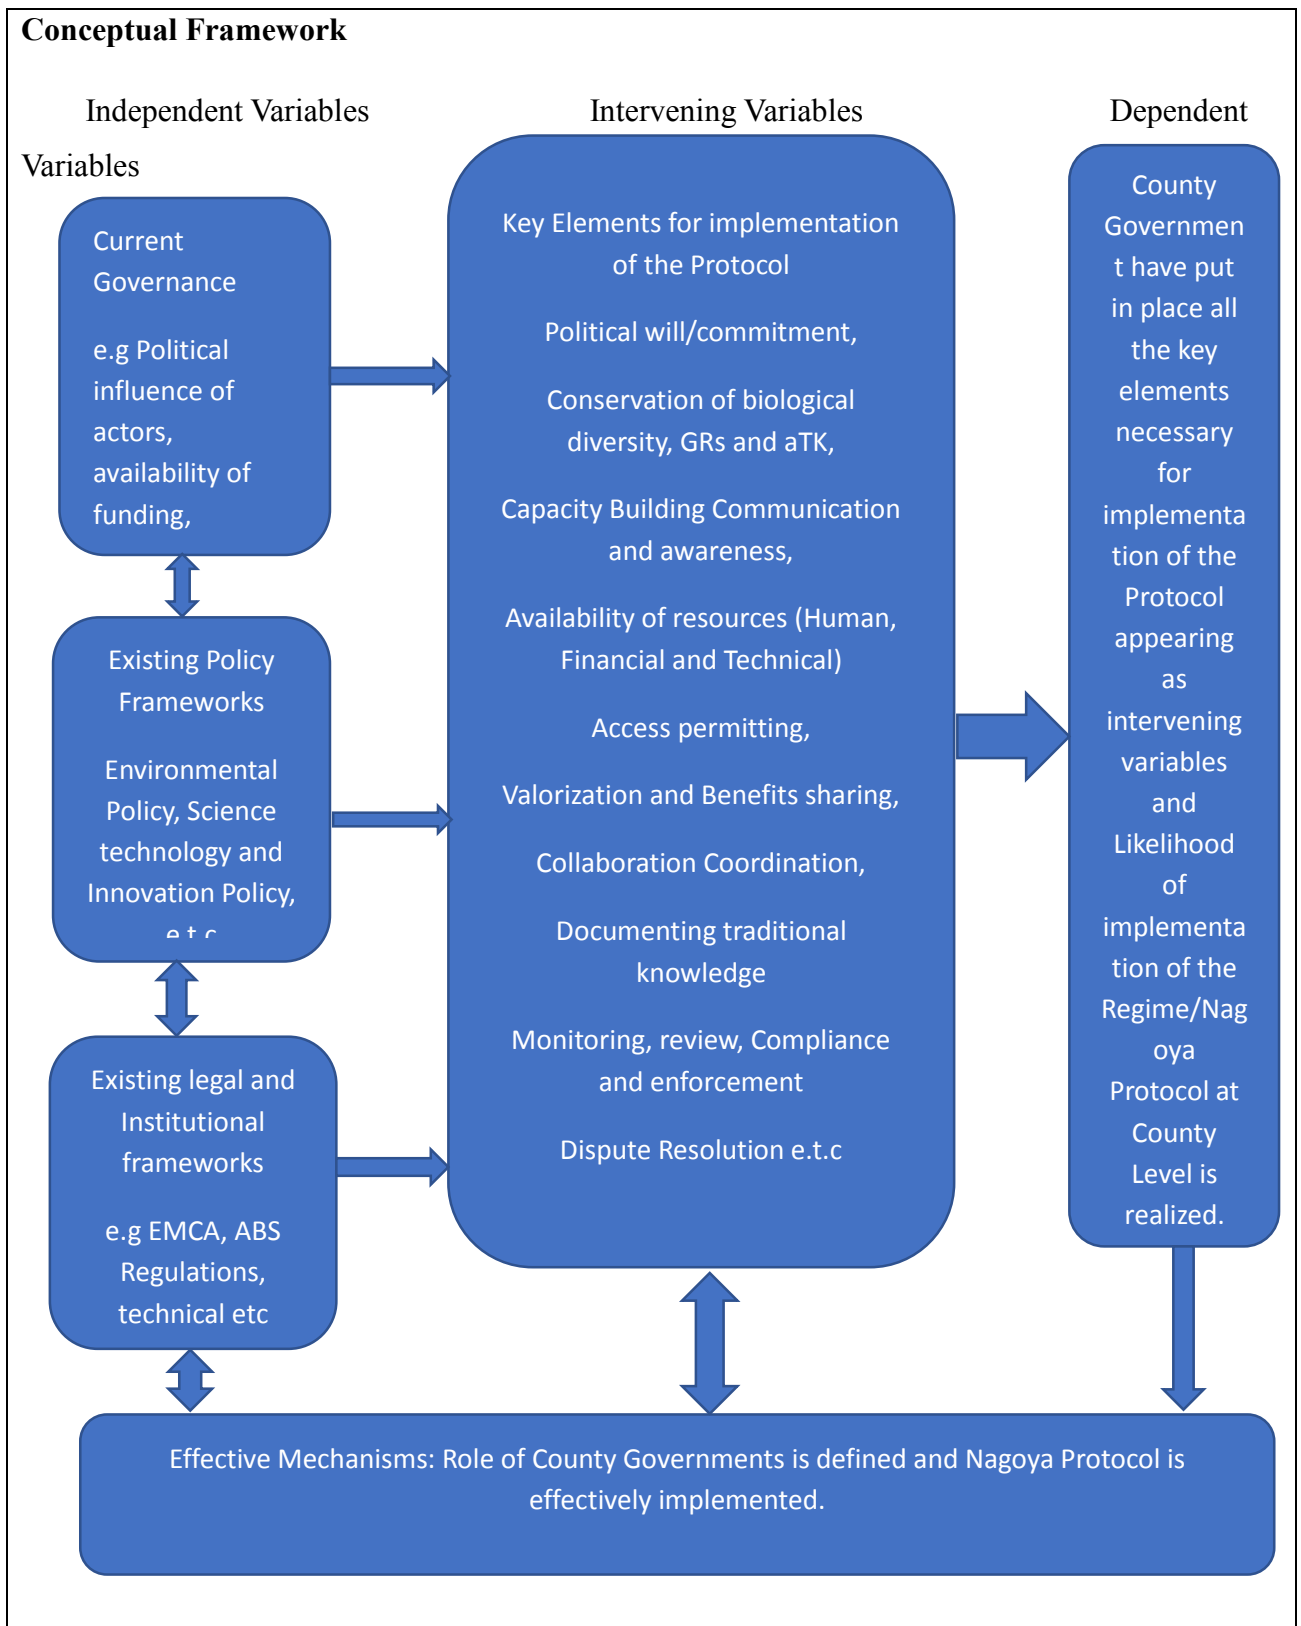 Conceptual Framework
Independent Variables Intervening Variables Dependent
Variables
Current
Governance
e.g Political
influence of
actors,
availability of
funding,
Existing Policy
Frameworks
Environmental
Policy, Science
technology and
Innovation Policy,
e.t.c
Existing legal and
Institutional
frameworks
e.g EMCA, ABS
Regulations,
technical etc
Key Elements for implementation
of the Protocol
Political will/commitment,
Conservation of biological
diversity, GRs and aTK,
Capacity Building Communication
and awareness,
Availability of resources (Human,
Financial and Technical)
Access permitting,
Valorization and Benefits sharing,
Collaboration Coordination,
Documenting traditional
knowledge
Monitoring, review, Compliance
and enforcement
Dispute Resolution e.t.c
County
Governmen
t have put
in place all
the key
elements
necessary
for
implementa
tion of the
Protocol
appearing
as
intervening
variables
and
Likelihood
of
implementa
tion of the
Regime/Nag
oya
Protocol at
County
Level is
realized.
Effective Mechanisms: Role of County Governments is defined and Nagoya Protocol is
effectively implemented.